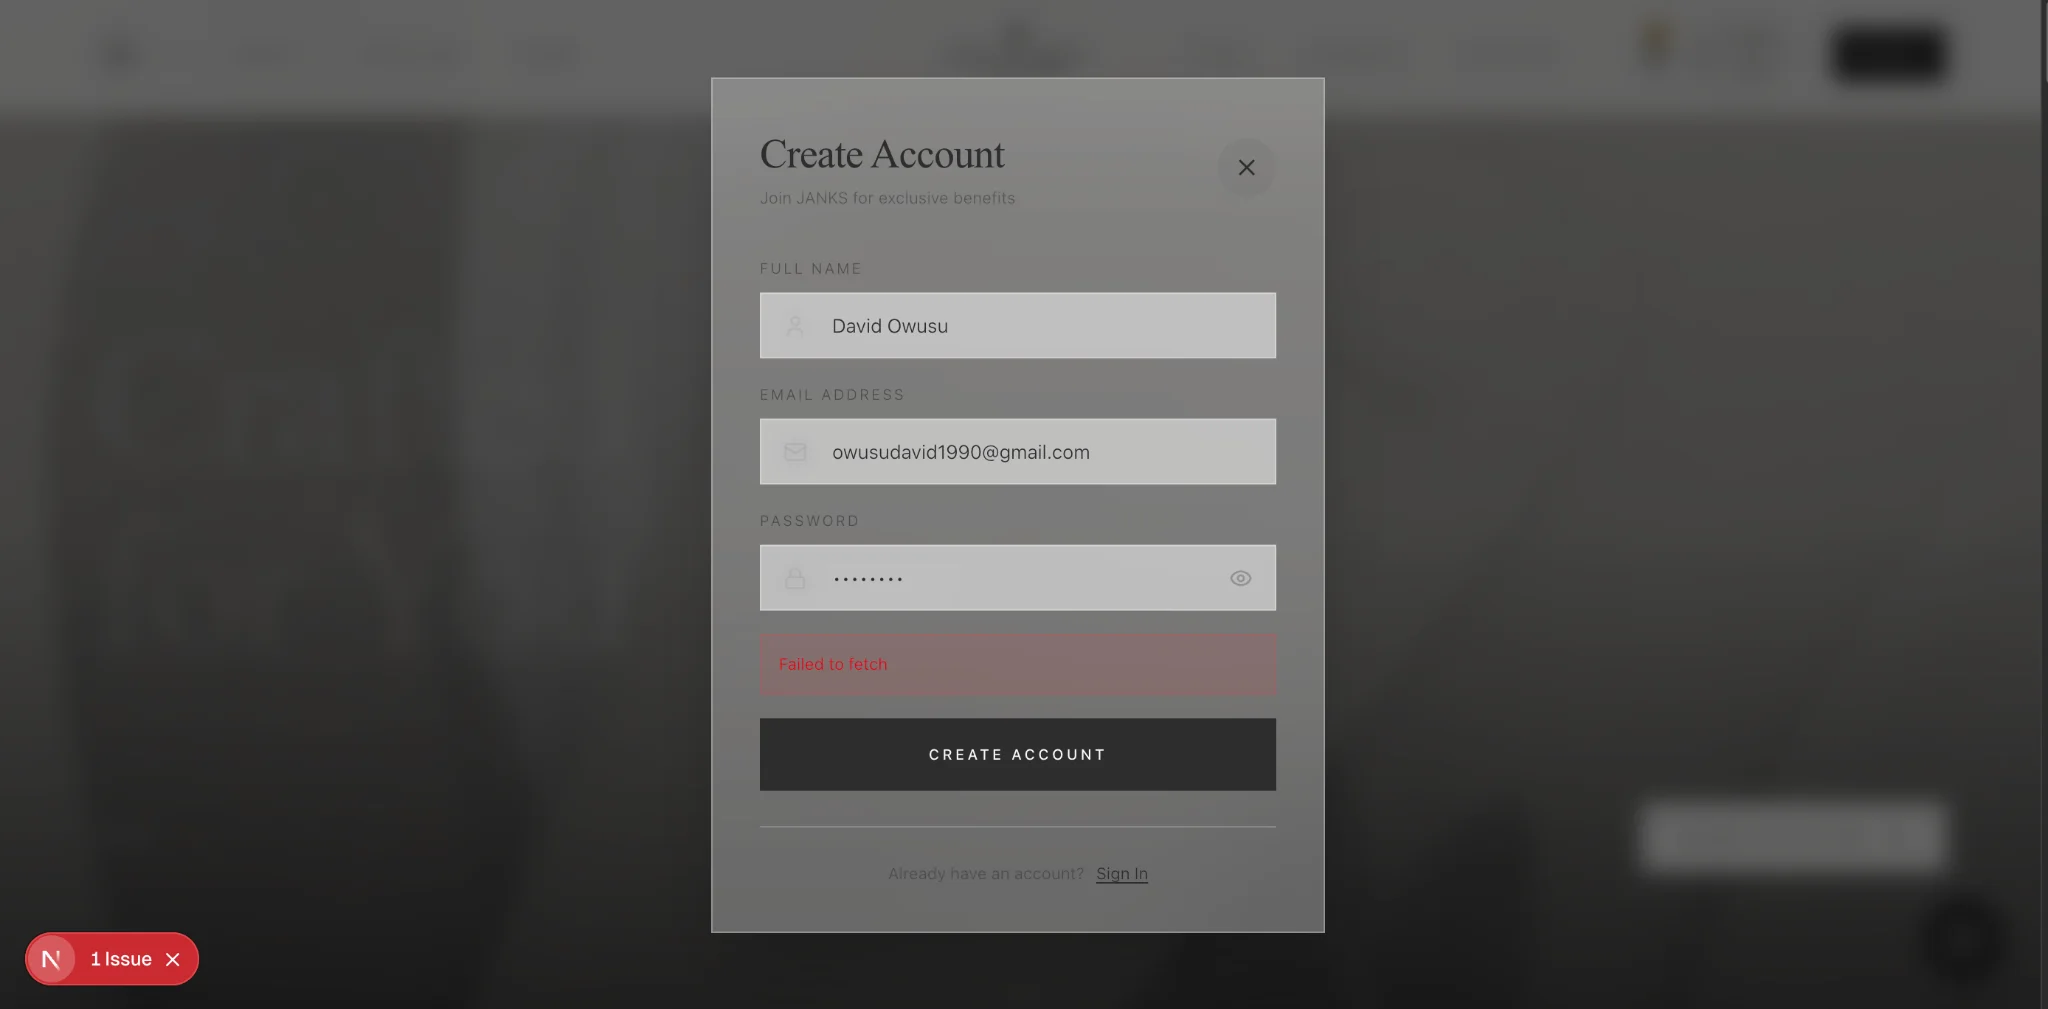 Create Account
Join JANKS for exclusive benefits
FULL NAME
David Owusu
EMAIL ADDRESS
owusudavid1990@gmail.com
PASSWORD
••••••••
Failed to fetch
CREATE ACCOUNT
Already have an account? Sign In
N 1 Issue